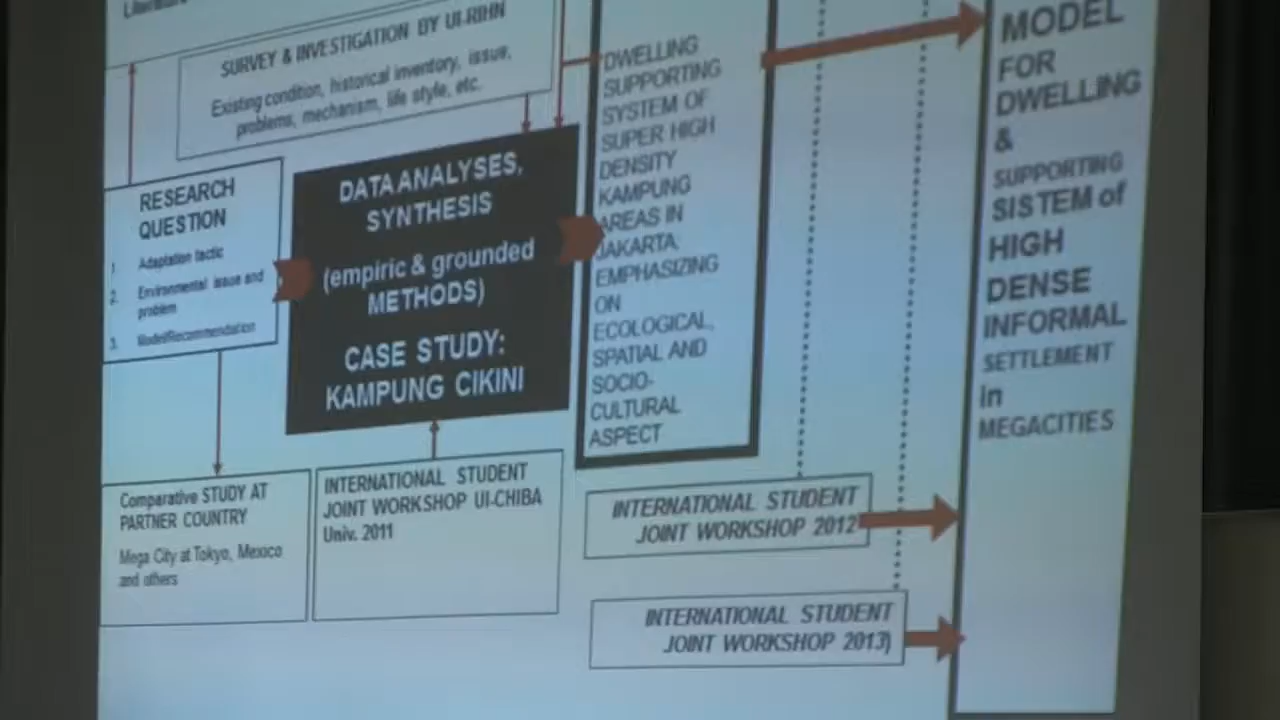 SURVEY & INVESTIGATION BY UI-RIHN
Existing condition, historical inventory, issue,
problems, mechanism, life style, etc.
RESEARCH
QUESTION
1. Adaptation tactic
2. Environmental issue and
problem
3. Model/Recommendation
DATA ANALYSES,
SYNTHESIS
(empiric & grounded
METHODS)
CASE STUDY:
KAMPUNG CIKINI
Comparative STUDY AT
PARTNER COUNTRY
Mega City at Tokyo, Mexico
and others
INTERNATIONAL STUDENT
JOINT WORKSHOP UI-CHIBA
Univ. 2011
DWELLING
SUPPORTING
SYSTEM OF
SUPER HIGH
DENSITY
KAMPUNG
AREAS IN
JAKARTA:
EMPHASIZING
ON
ECOLOGICAL,
SPATIAL AND
SOCIO-
CULTURAL
ASPECT
INTERNATIONAL STUDENT
JOINT WORKSHOP 2012
INTERNATIONAL STUDENT
JOINT WORKSHOP 2013)
MODEL
FOR
DWELLING
&
SUPPORTING
SISTEM of
HIGH
DENSE
INFORMAL
SETTLEMENT
in
MEGACITIES